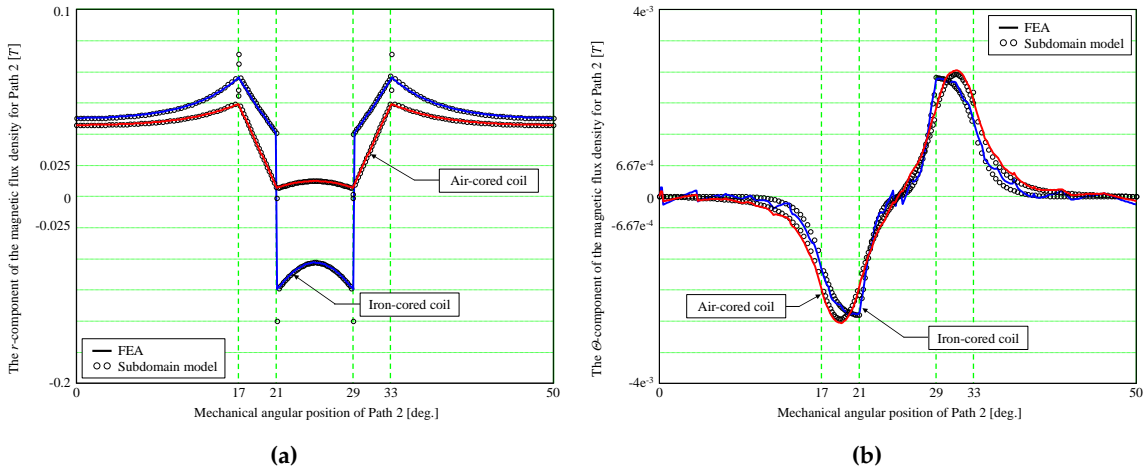 The r-component of the magnetic flux density for Path 2 [T]
0.1
0.025
0
-0.025
-0.2
Air-cored coil
Iron-cored coil
FEA
Subdomain model
0
17
21
29
33
50
Mechanical angular position of Path 2 [deg.]
(a)
The Θ-component of the magnetic flux density for Path 2 [T]
4e-3
6.67e-4
0
-6.67e-4
-4e-3
FEA
Subdomain model
Air-cored coil
Iron-cored coil
0
17
21
29
33
50
Mechanical angular position of Path 2 [deg.]
(b)